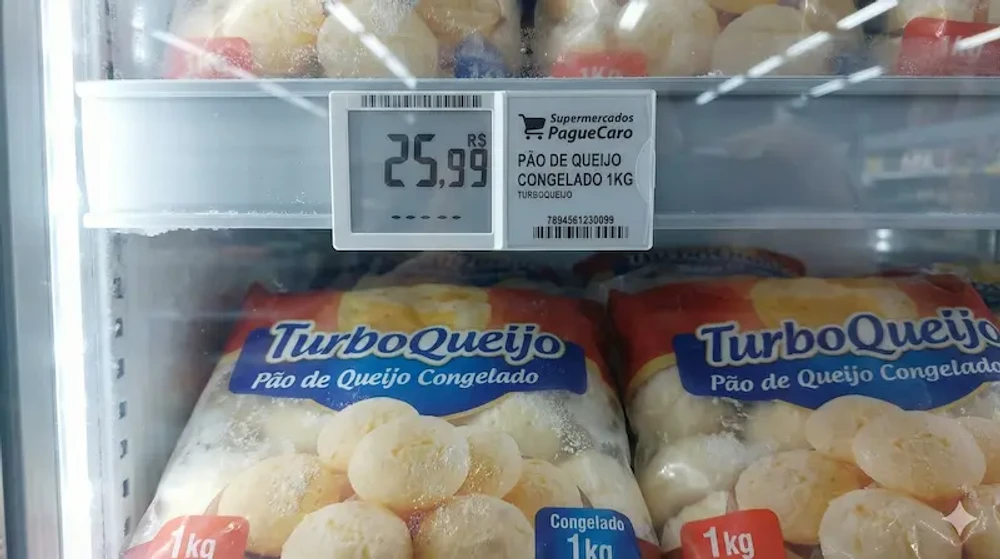 1KG
R$
25,99
-----
Supermercados
PagueCaro
PÃO DE QUEIJO
CONGELADO 1KG
TURBOQUEIJO
7894561230099
TurboQueijo
Pão de Queijo Congelado
1kg
Congelado
1kg
TurboQueijo
Pão de Queijo Congelado
1kg